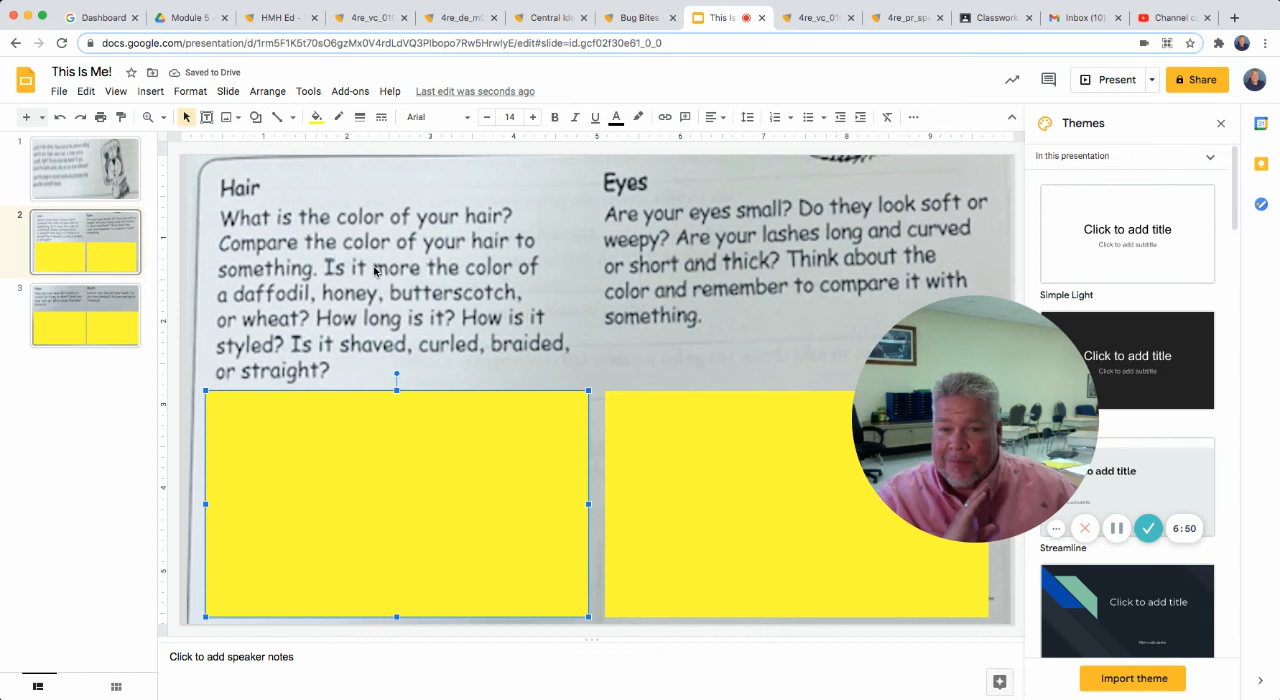 Dashboard
Module 5 -
HMH Ed -
4re_vc_01
4re_de_m0
Central Id
Bug Bites
This Is
4re_vc_01
4re_pr_sp
Classwork
Inbox (10)
Channel c
docs.google.com/presentation/d/1rm5F1K5t70sO6gzMx0V4rdLdVQ3PIbopo7Rw5HrwIyE/edit#slide=id.gcf02f30e61_0_0
This Is Me!
Saved to Drive
File Edit View Insert Format Slide Arrange Tools Add-ons Help Last edit was seconds ago
Present
Share
Arial
14
1
2
3
Hair
What is the color of your hair?
Compare the color of your hair to
something. Is it more the color of
a daffodil, honey, butterscotch,
or wheat? How long is it? How is it
styled? Is it shaved, curled, braided,
or straight?
Eyes
Are your eyes small? Do they look soft or
weepy? Are your lashes long and curved
or short and thick? Think about the
color and remember to compare it with
something.
Themes
In this presentation
Click to add title
Click to add subtitle
Simple Light
Click to add title
Click to add subtitle
o add title
Streamline
Click to add title
6:50
Click to add speaker notes
Import theme